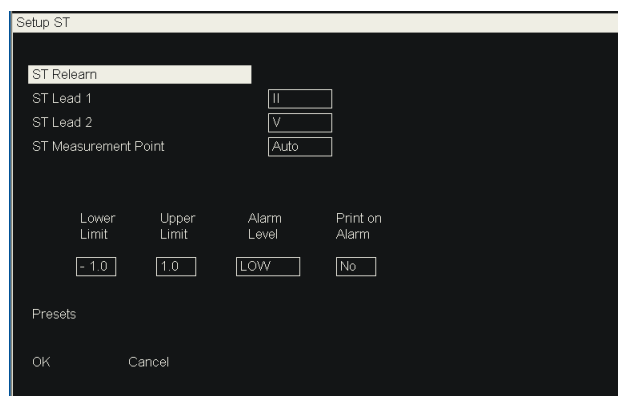 Setup ST
ST Relearn
ST Lead 1 II
ST Lead 2 V
ST Measurement Point Auto
Lower Limit Upper Limit Alarm Level Print on Alarm
- 1.0 1.0 LOW No
Presets
OK Cancel